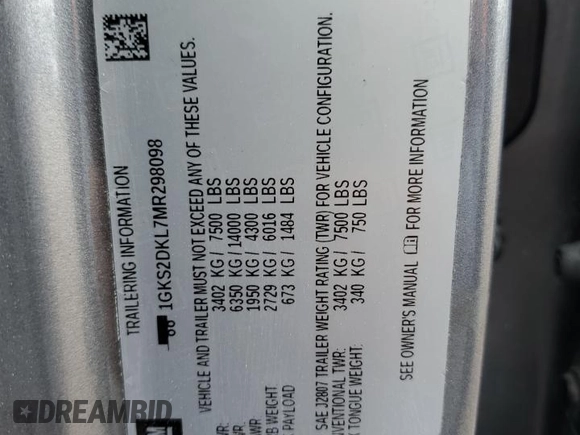 TRAILERING INFORMATION
1GKS2DKL7MR298098
VEHICLE AND TRAILER MUST NOT EXCEED ANY OF THESE VALUES.
3402 KG / 7500 LBS
6350 KG / 14000 LBS
1950 KG / 4300 LBS
WEIGHT 2729 KG / 6016 LBS
PAYLOAD 673 KG / 1484 LBS
SAE J2807 TRAILER WEIGHT RATING (TWR) FOR VEHICLE CONFIGURATION.
TWR: 3402 KG / 7500 LBS
TONGUE WEIGHT: 340 KG / 750 LBS
SEE OWNER'S MANUAL FOR MORE INFORMATION
DREAMBID